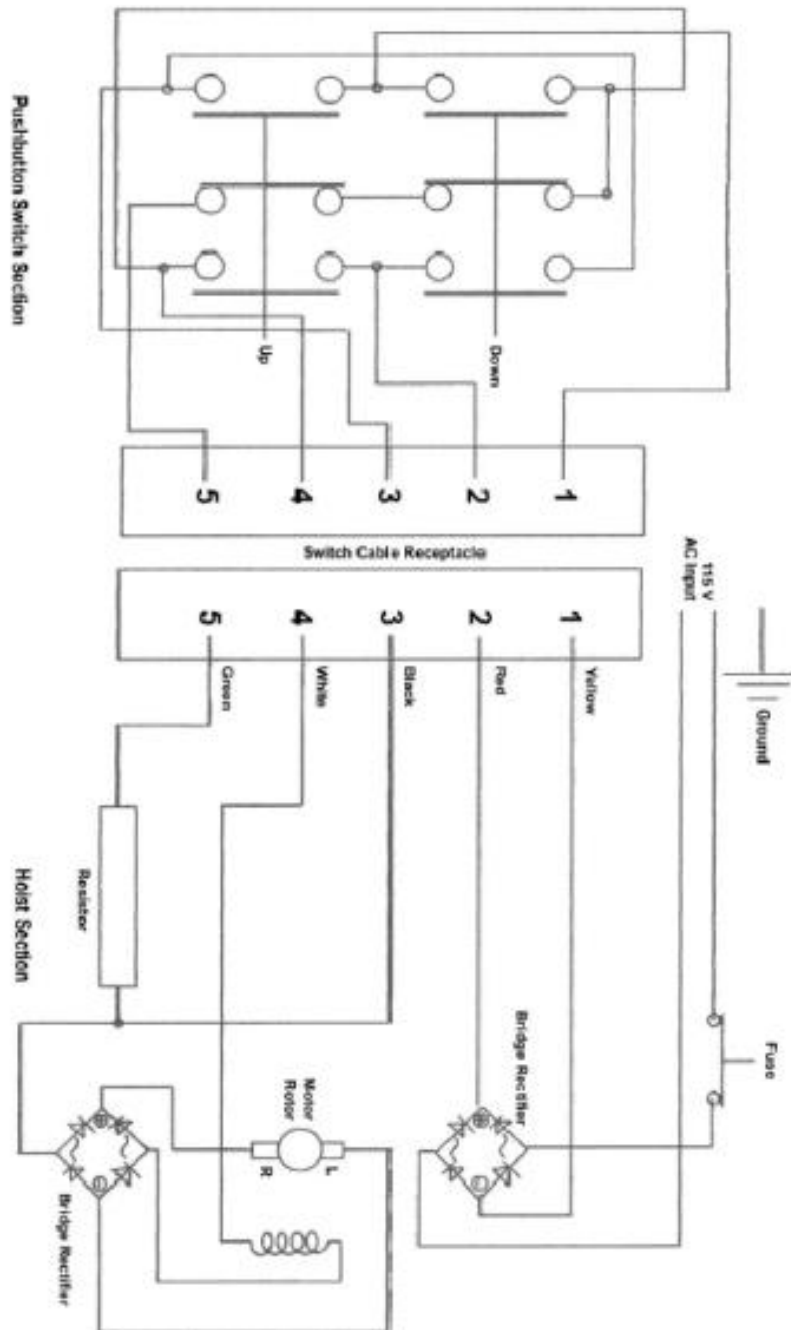 Pushbutton Switch Section
Up
Down
5
4
3
2
1
Switch Cable Receptacle
5
4
3
2
1
Green
White
Black
Red
Yellow
115 V
AC Input
Ground
Fuse
Resistor
Hoist Section
Bridge Rectifier
Motor
Rotor
R
L
Bridge Rectifier